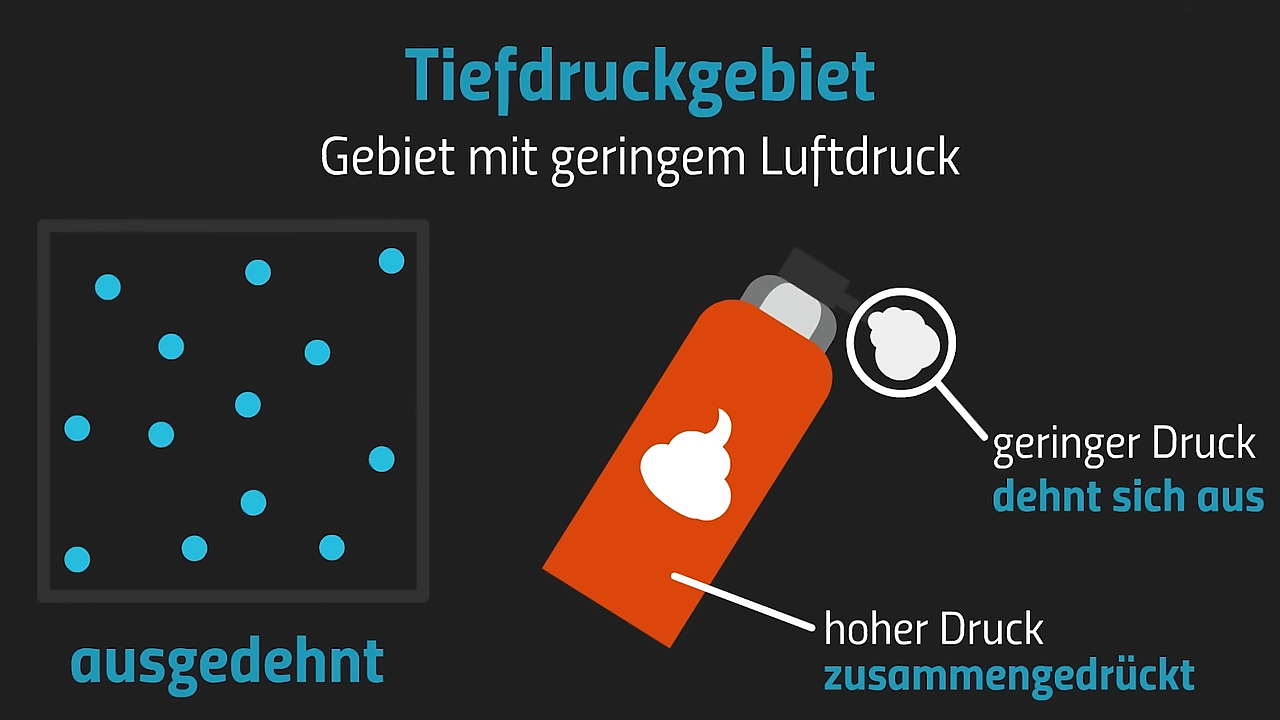 Tiefdruckgebiet
Gebiet mit geringem Luftdruck
geringer Druck
dehnt sich aus
hoher Druck
zusammengedrückt
ausgedehnt